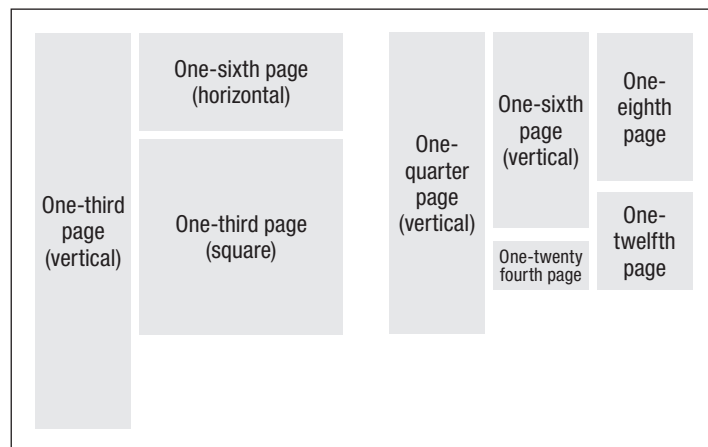 One-third
page
(vertical)
One-sixth page
(horizontal)
One-third page
(square)
One-
quarter
page
(vertical)
One-sixth
page
(vertical)
One-twenty
fourth page
One-
eighth
page
One-
twelfth
page